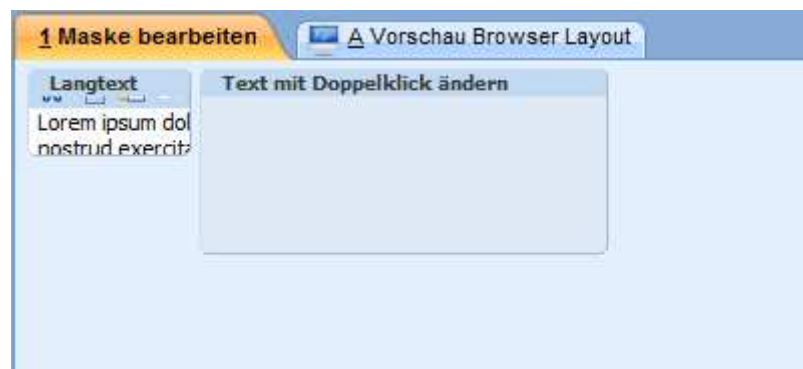 1 Maske bearbeiten
A Vorschau Browser Layout
Langtext
Text mit Doppelklick ändern
Lorem ipsum dol
nostrud exercita